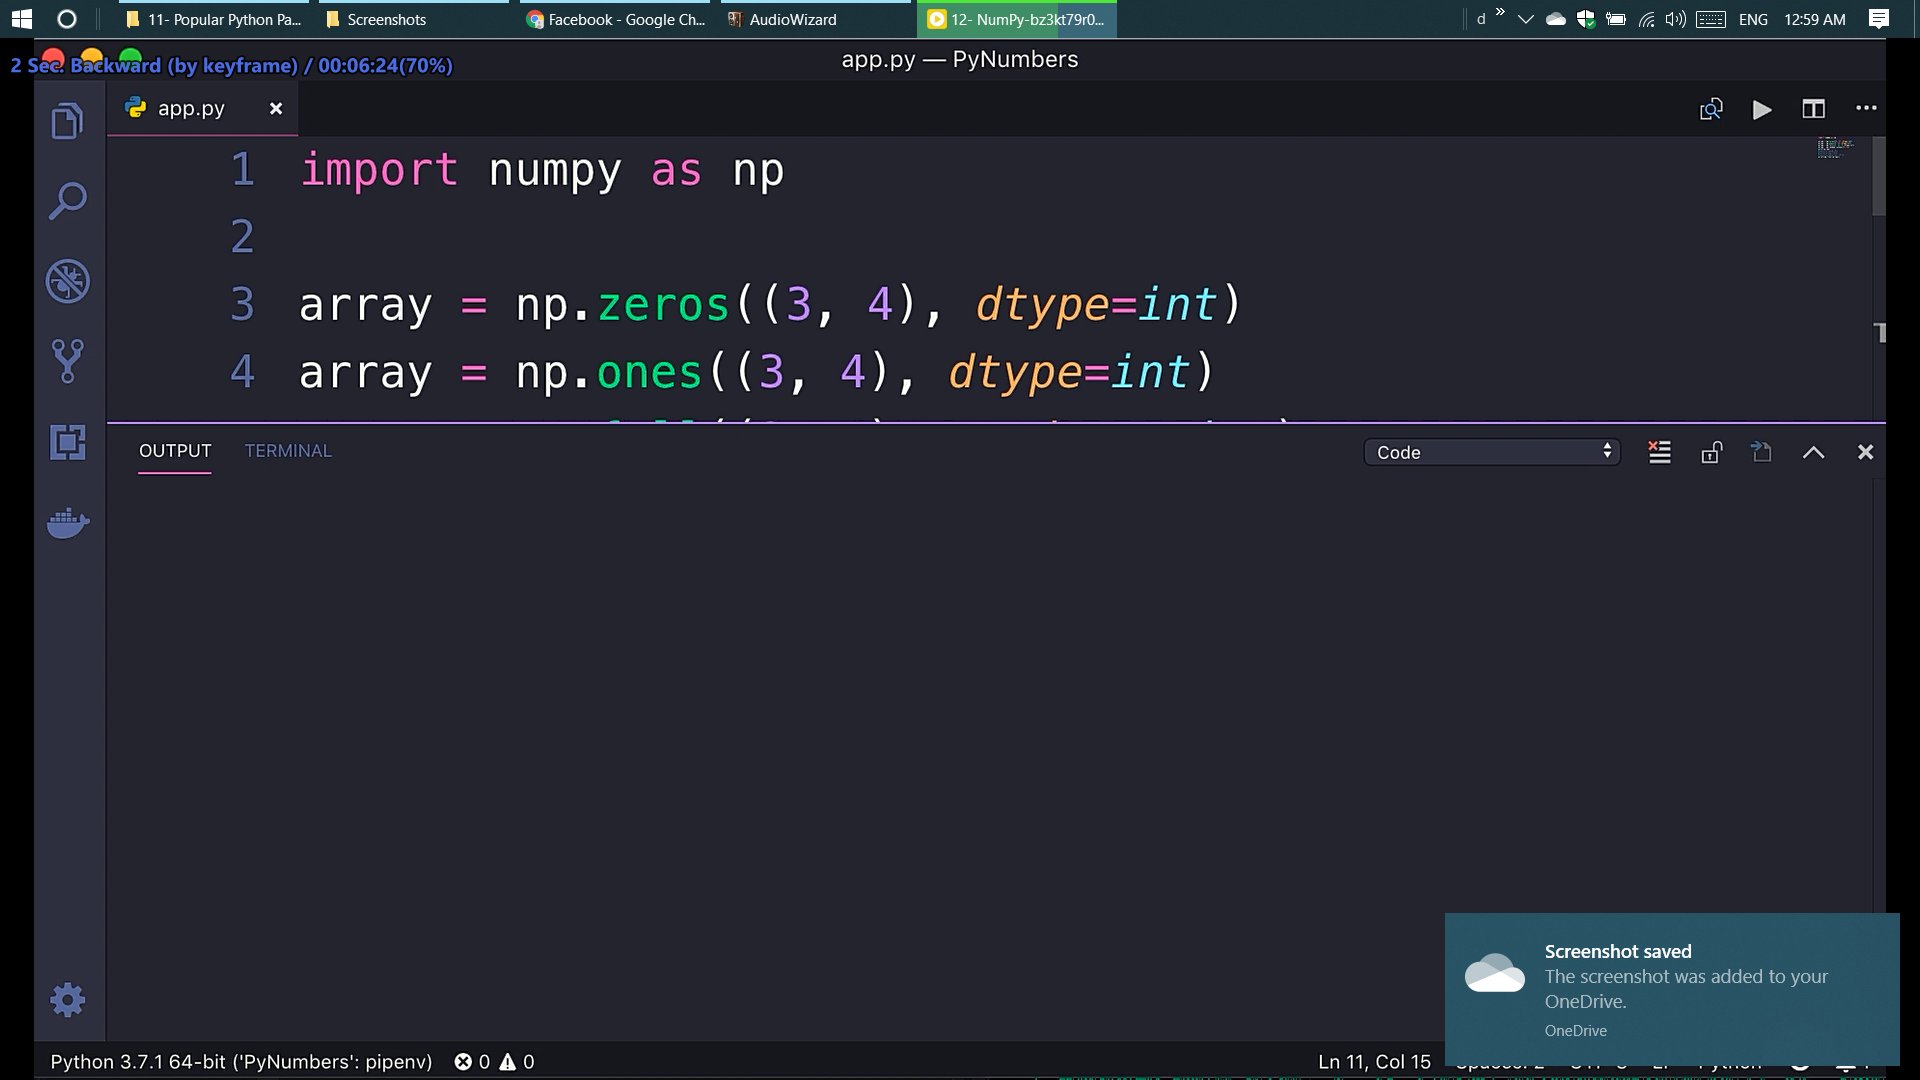 11- Popular Python Pa...
Screenshots
Facebook - Google Ch...
AudioWizard
12- NumPy-bz3kt79r0...
d
ENG
12:59 AM
2 Sec. Backward (by keyframe) / 00:06:24(70%)
app.py — PyNumbers
app.py
1 import numpy as np
2
3 array = np.zeros((3, 4), dtype=int)
4 array = np.ones((3, 4), dtype=int)
OUTPUT
TERMINAL
Code
Screenshot saved
The screenshot was added to your
OneDrive.
OneDrive
Python 3.7.1 64-bit ('PyNumbers': pipenv)
0
0
Ln 11, Col 15